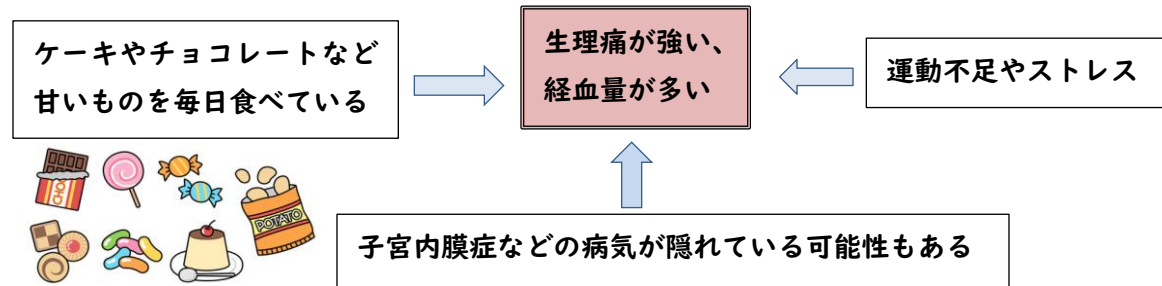 ケーキやチョコレートなど
甘いものを毎日食べている
生理痛が強い、
経血量が多い
運動不足やストレス
CHOC
POTATO
子宮内膜症などの病気が隠れている可能性もある